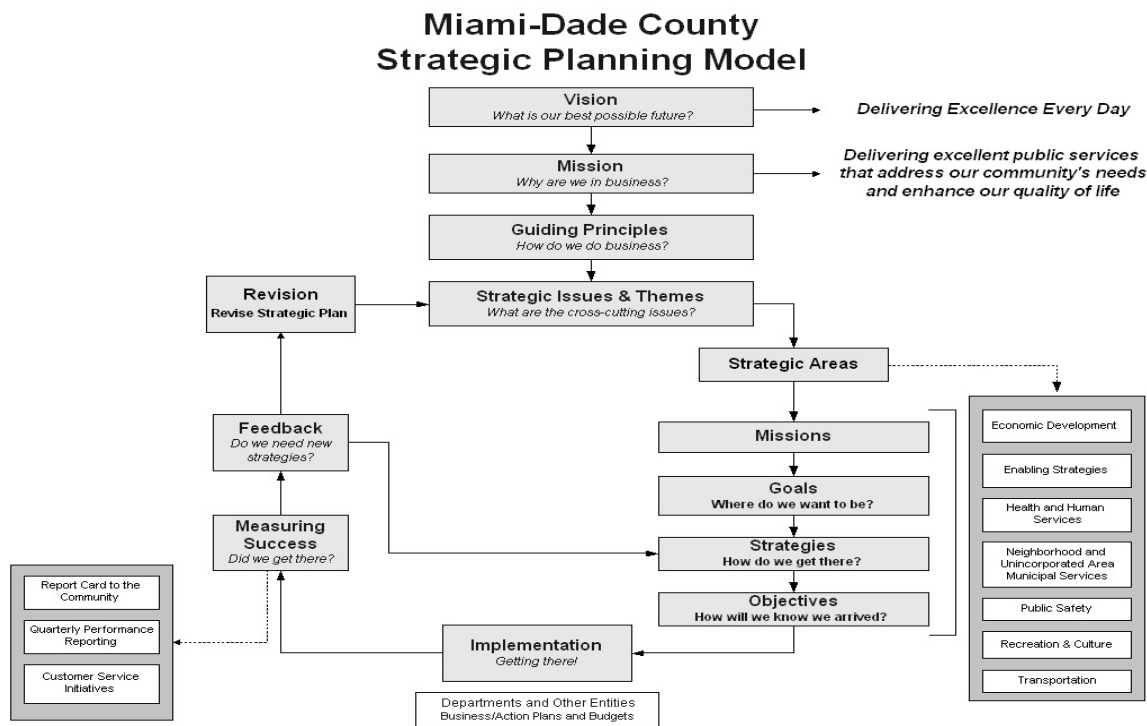 Miami-Dade County
Strategic Planning Model
Vision
What is our best possible future?
Delivering Excellence Every Day
Mission
Why are we in business?
Delivering excellent public services
that address our community's needs
and enhance our quality of life
Guiding Principles
How do we do business?
Revision
Revise Strategic Plan
Strategic Issues & Themes
What are the cross-cutting issues?
Strategic Areas
Feedback
Do we need new
strategies?
Missions
Goals
Where do we want to be?
Measuring
Success
Did we get there?
Strategies
How do we get there?
Objectives
How will we know we arrived?
Implementation
Getting there!
Departments and Other Entities
Business/Action Plans and Budgets
Report Card to the
Community
Quarterly Performance
Reporting
Customer Service
Initiatives
Economic Development
Enabling Strategies
Health and Human
Services
Neighborhood and
Unincorporated Area
Municipal Services
Public Safety
Recreation & Culture
Transportation